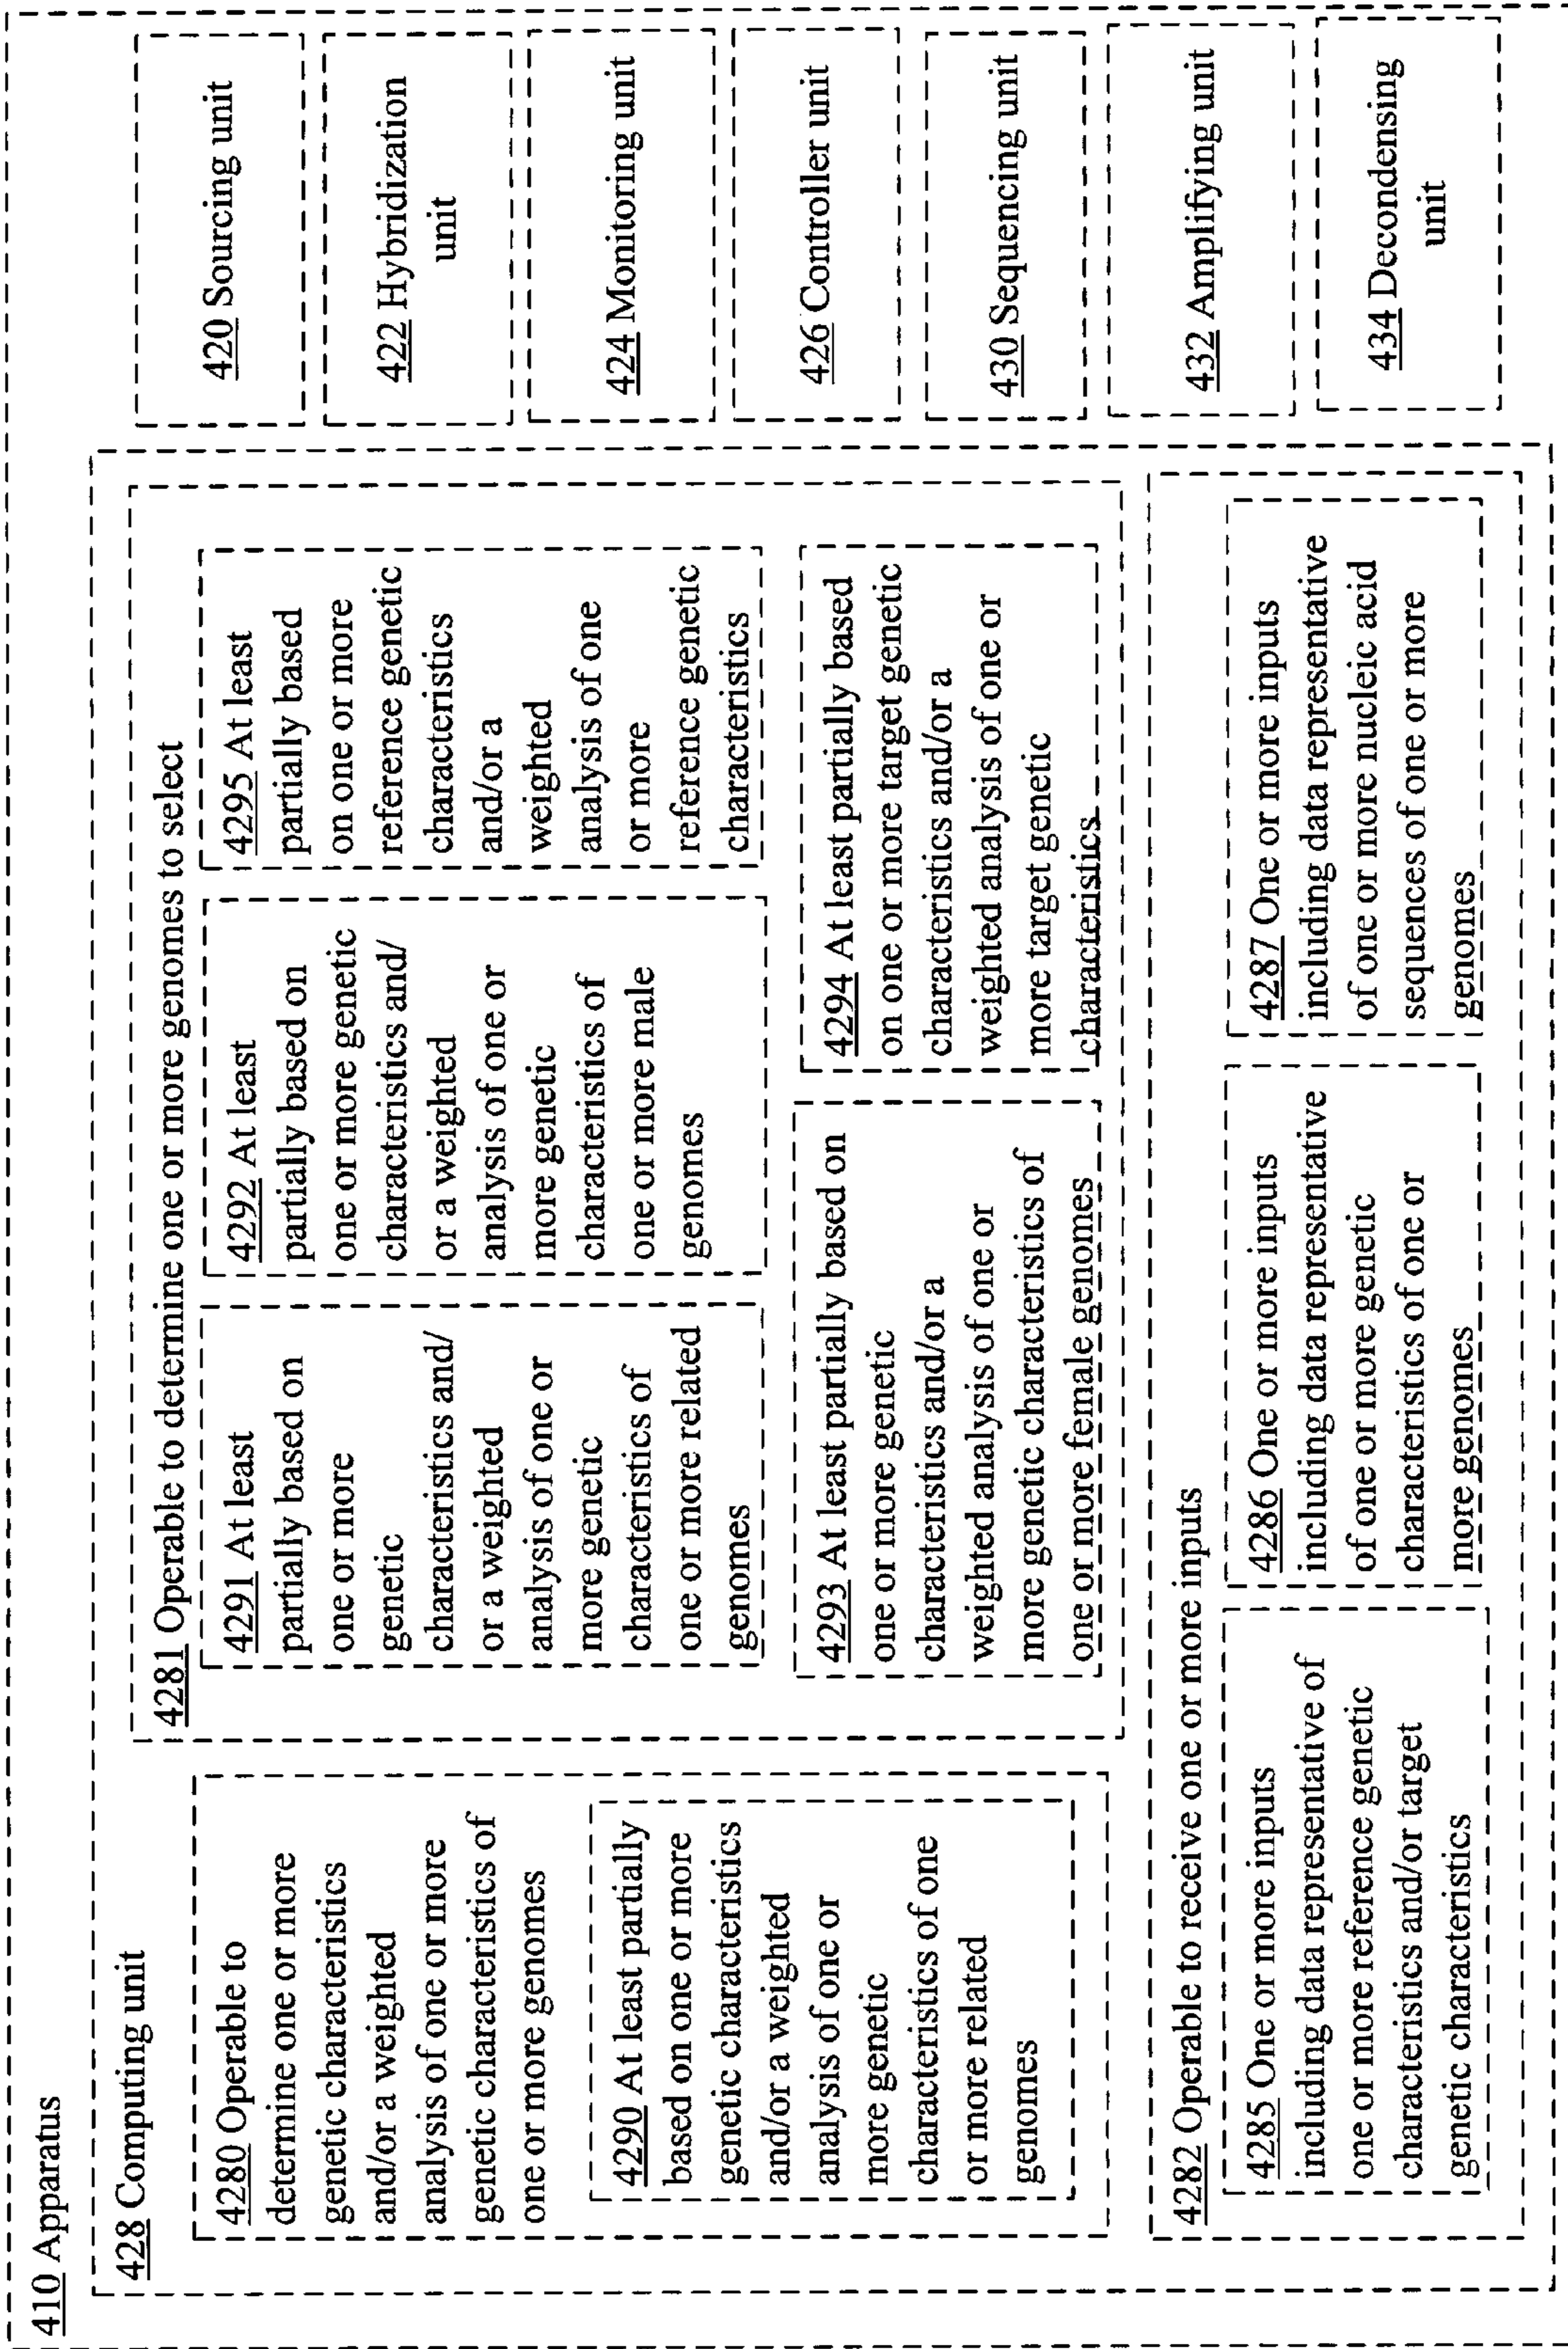 410 Apparatus
428 Computing unit
4280 Operable to
determine one or more
genetic characteristics
and/or a weighted
analysis of one or more
genetic characteristics of
one or more genomes
4290 At least partially
based on one or more
genetic characteristics
and/or a weighted
analysis of one or
more genetic
characteristics of one
or more related
genomes
4281 Operable to determine one or more genomes to select
4291 At least
partially based on
one or more
genetic
characteristics and/
or a weighted
analysis of one or
more genetic
characteristics of
one or more related
genomes
4292 At least
partially based on
one or more genetic
characteristics and/
or a weighted
analysis of one or
more genetic
characteristics of
one or more male
genomes
4295 At least
partially based
on one or more
reference genetic
characteristics
and/or a
weighted
analysis of one
or more
reference genetic
characteristics
4293 At least partially based on
one or more genetic
characteristics and/or a
weighted analysis of one or
more genetic characteristics of
one or more female genomes
4294 At least partially based
on one or more target genetic
characteristics and/or a
weighted analysis of one or
more target genetic
characteristics
4282 Operable to receive one or more inputs
4285 One or more inputs
including data representative of
one or more reference genetic
characteristics and/or target
genetic characteristics
4286 One or more inputs
including data representative
of one or more genetic
characteristics of one or
more genomes
4287 One or more inputs
including data representative
of one or more nucleic acid
sequences of one or more
genomes
420 Sourcing unit
422 Hybridization
unit
424 Monitoring unit
426 Controller unit
430 Sequencing unit
432 Amplifying unit
434 Decondensing
unit